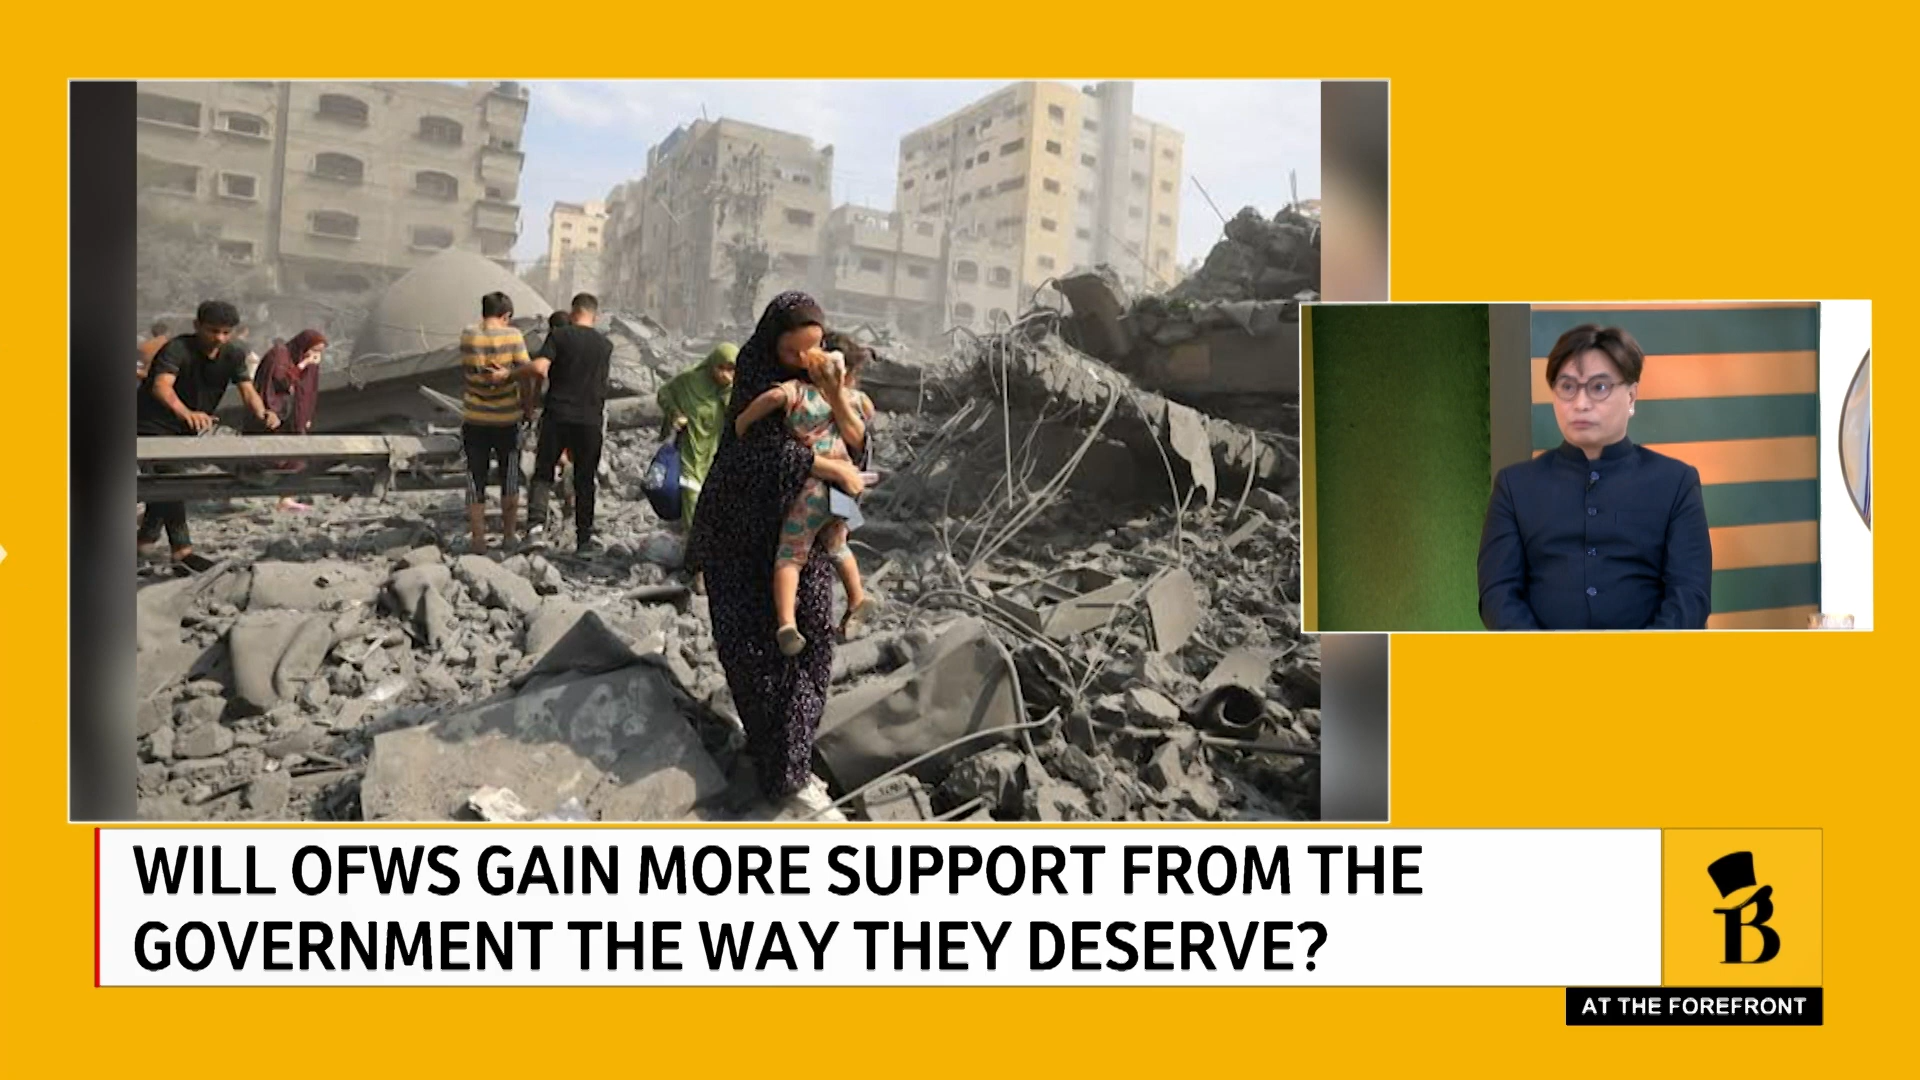 WILL OFWS GAIN MORE SUPPORT FROM THE
GOVERNMENT THE WAY THEY DESERVE?
B
AT THE FOREFRONT